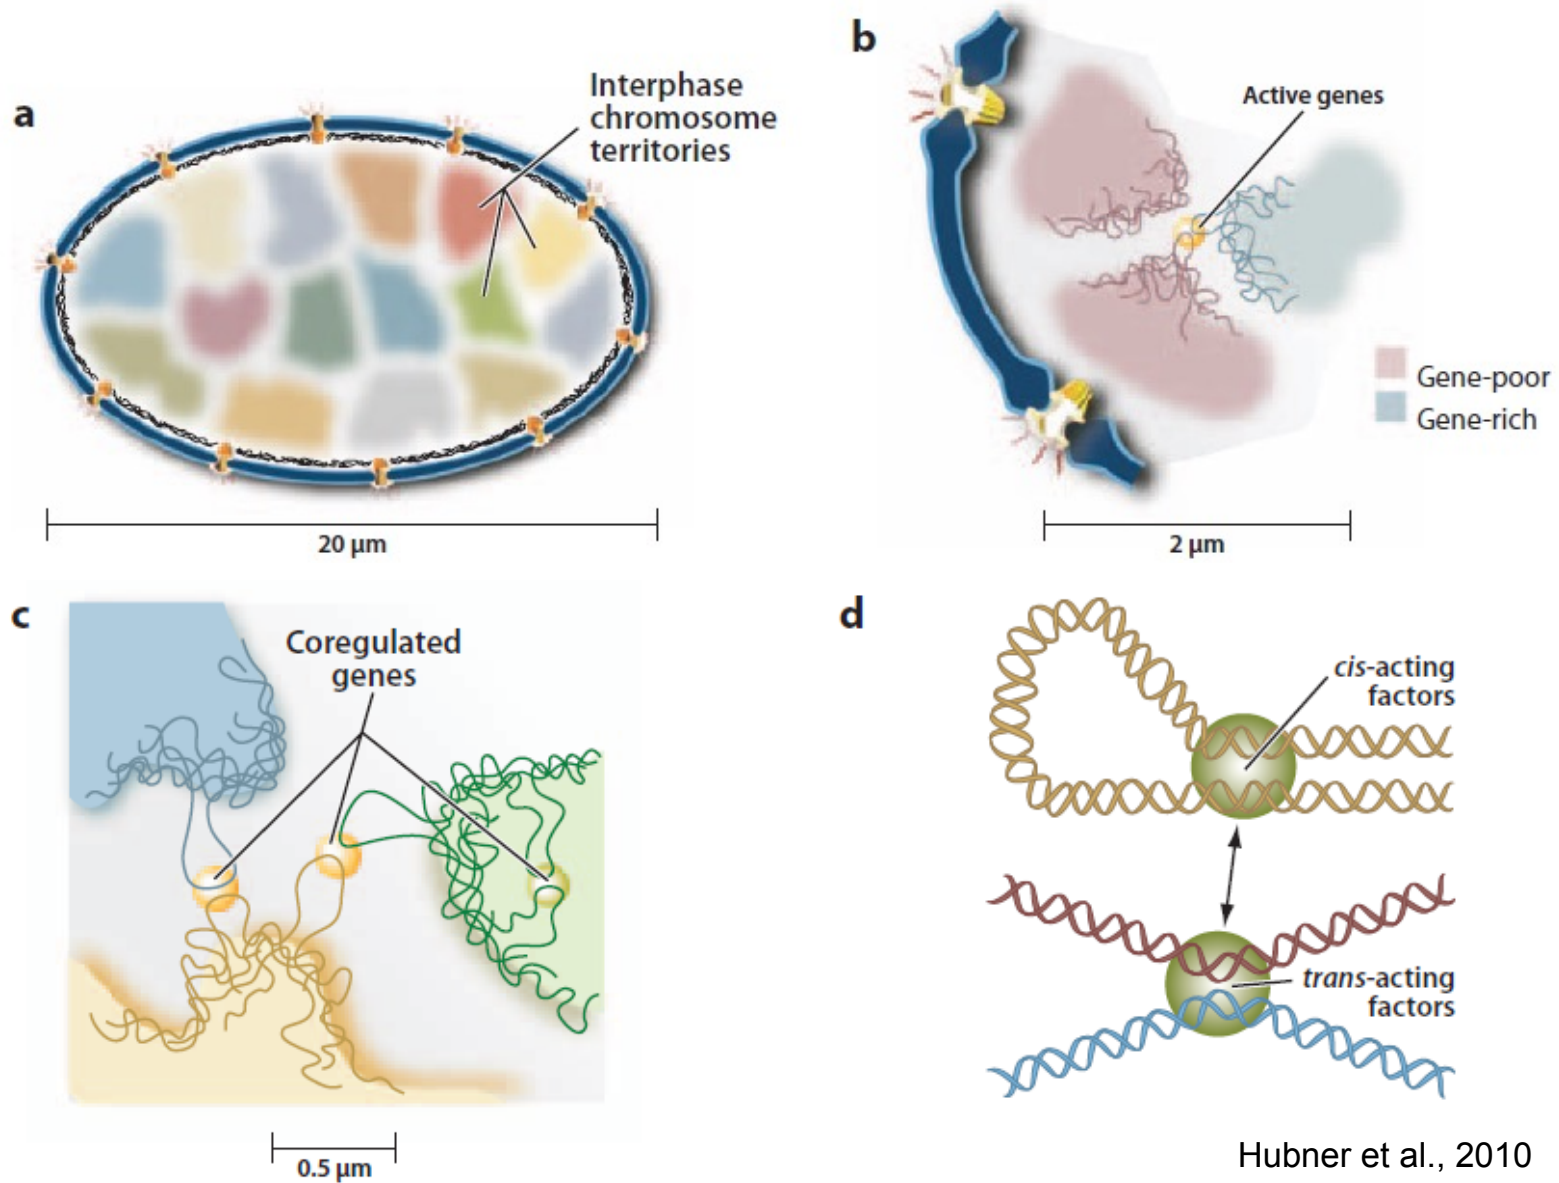 a
Interphase
chromosome
territories
20 µm
b
Active genes
Gene-poor
Gene-rich
2 µm
c
Coregulated
genes
0.5 µm
d
cis-acting
factors
trans-acting
factors
Hubner et al., 2010